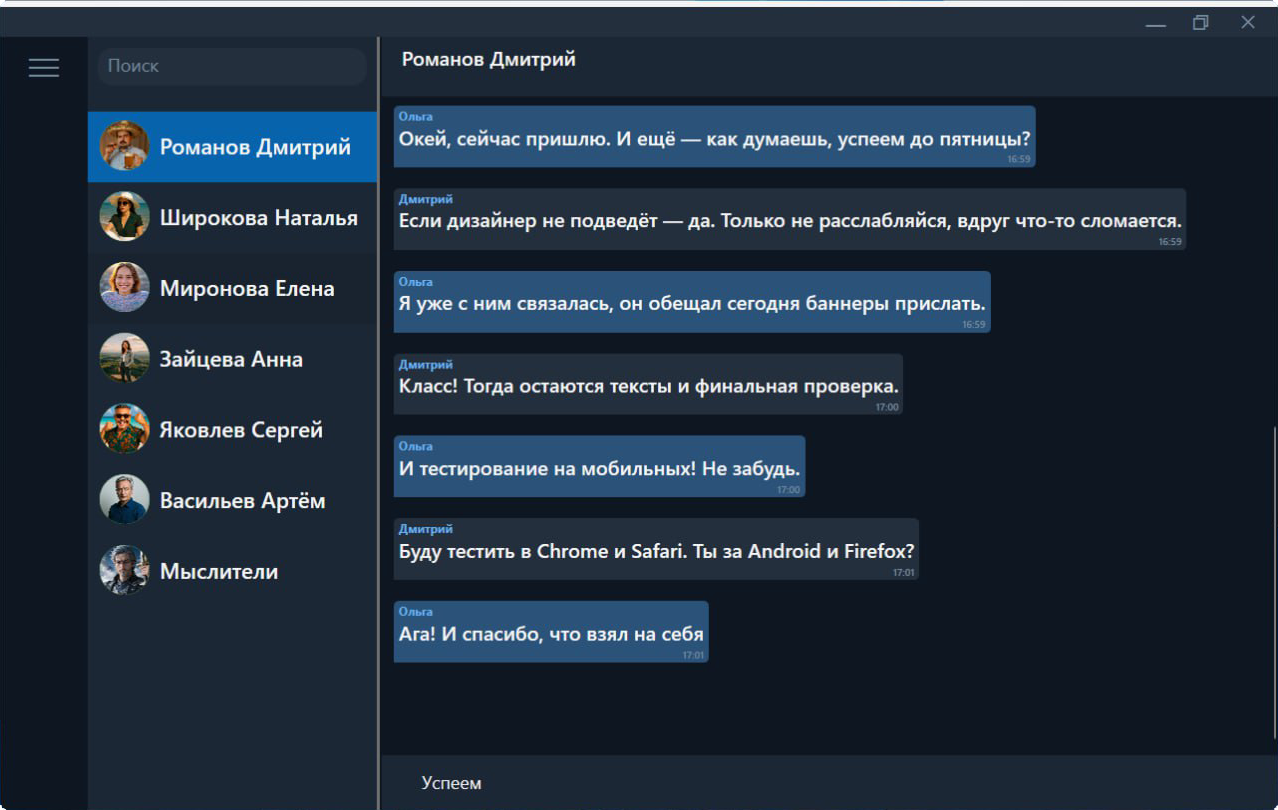 Поиск
Романов Дмитрий
Широкова Наталья
Миронова Елена
Зайцева Анна
Яковлев Сергей
Васильев Артём
Мыслители
Романов Дмитрий
Ольга
Окей, сейчас пришлю. И ещё — как думаешь, успеем до пятницы?
16:59
Дмитрий
Если дизайнер не подведёт — да. Только не расслабляйся, вдруг что-то сломается.
16:59
Ольга
Я уже с ним связалась, он обещал сегодня баннеры прислать.
16:59
Дмитрий
Класс! Тогда остаются тексты и финальная проверка.
17:00
Ольга
И тестирование на мобильных! Не забудь.
17:00
Дмитрий
Буду тестить в Chrome и Safari. Ты за Android и Firefox?
17:01
Ольга
Ага! И спасибо, что взял на себя
17:01
Успеем